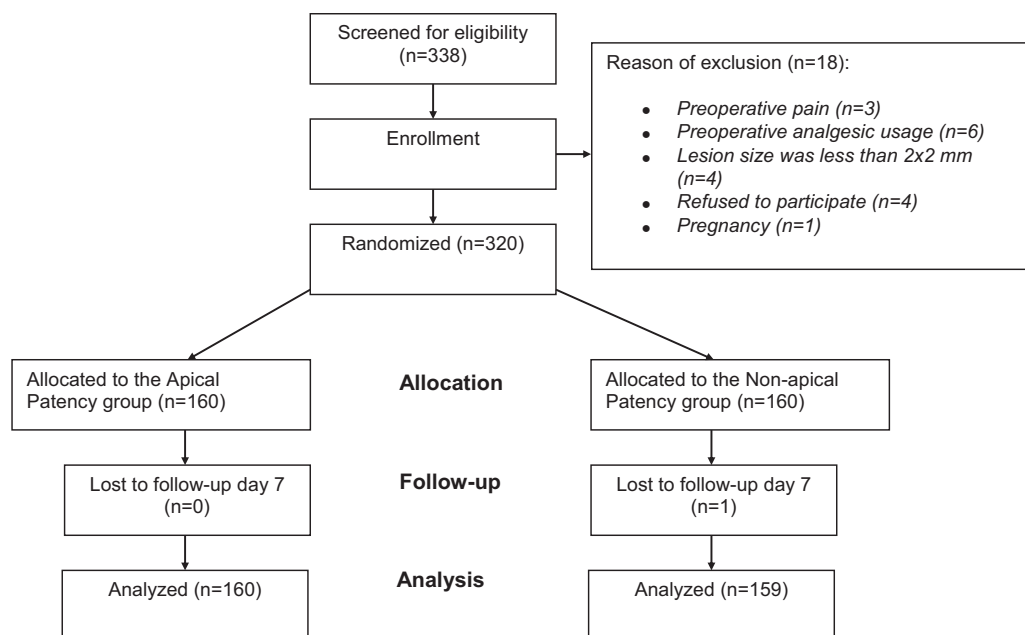 Screened for eligibility
(n=338)
Reason of exclusion (n=18):
• Preoperative pain (n=3)
• Preoperative analgesic usage (n=6)
• Lesion size was less than 2x2 mm
(n=4)
• Refused to participate (n=4)
• Pregnancy (n=1)
Enrollment
Randomized (n=320)
Allocated to the Apical
Patency group (n=160)
Allocation
Allocated to the Non-apical
Patency group (n=160)
Lost to follow-up day 7
(n=0)
Follow-up
Lost to follow-up day 7
(n=1)
Analyzed (n=160)
Analysis
Analyzed (n=159)